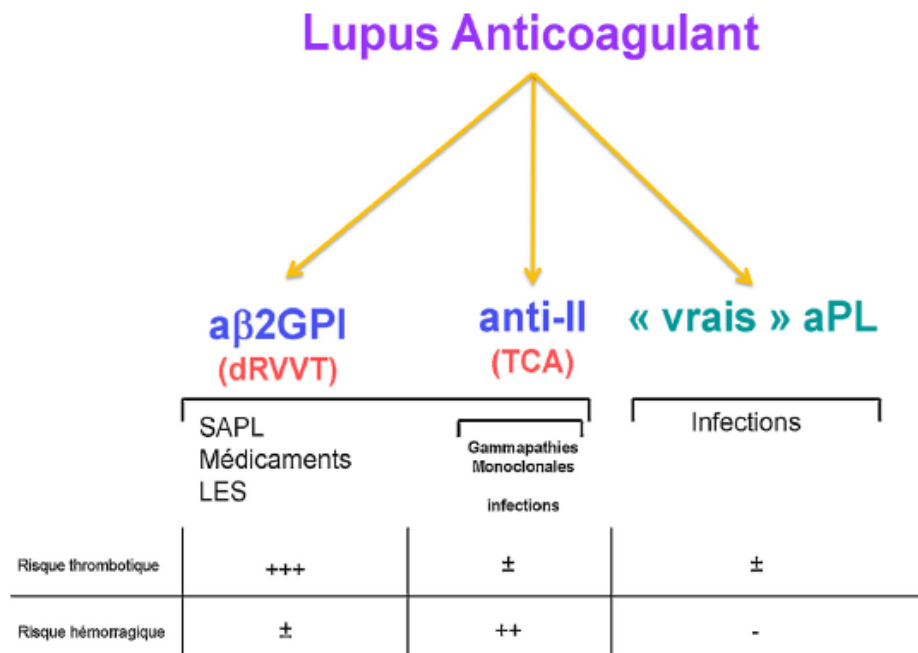 Lupus Anticoagulant
aβ2GPI
(dRVVT)
anti-II
(TCA)
« vrais » aPL
SAPL
Médicaments
LES
Gammapathies
Monoclonales
infections
Infections
Risque thrombotique +++ ± ±
Risque hémorragique ± ++ -